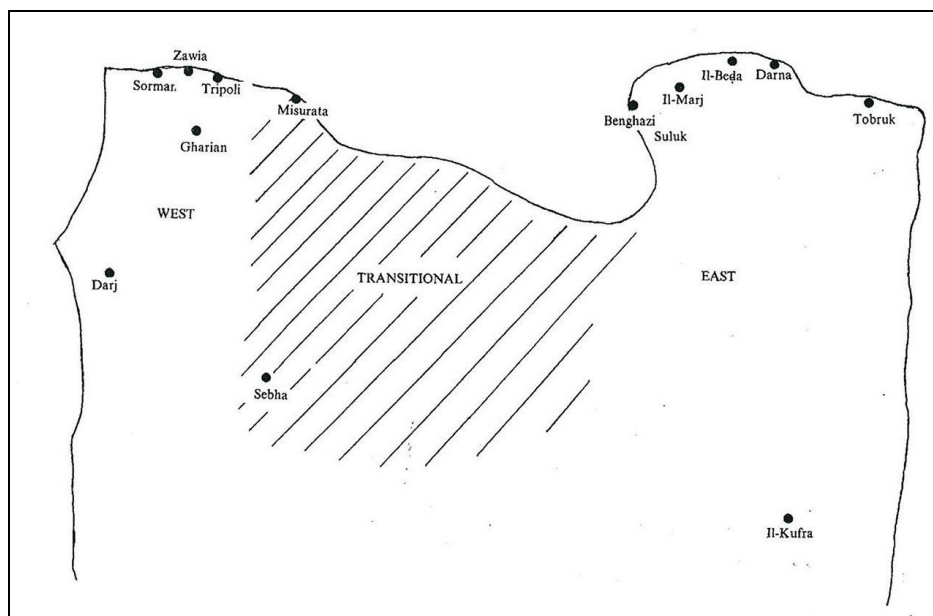 Zawia
Sorman
Tripoli
Misurata
Gharian
WEST
Darj
TRANSITIONAL
Sebha
Il-Beda
Darna
Il-Marj
Benghazi
Suluk
Tobruk
EAST
Il-Kufra